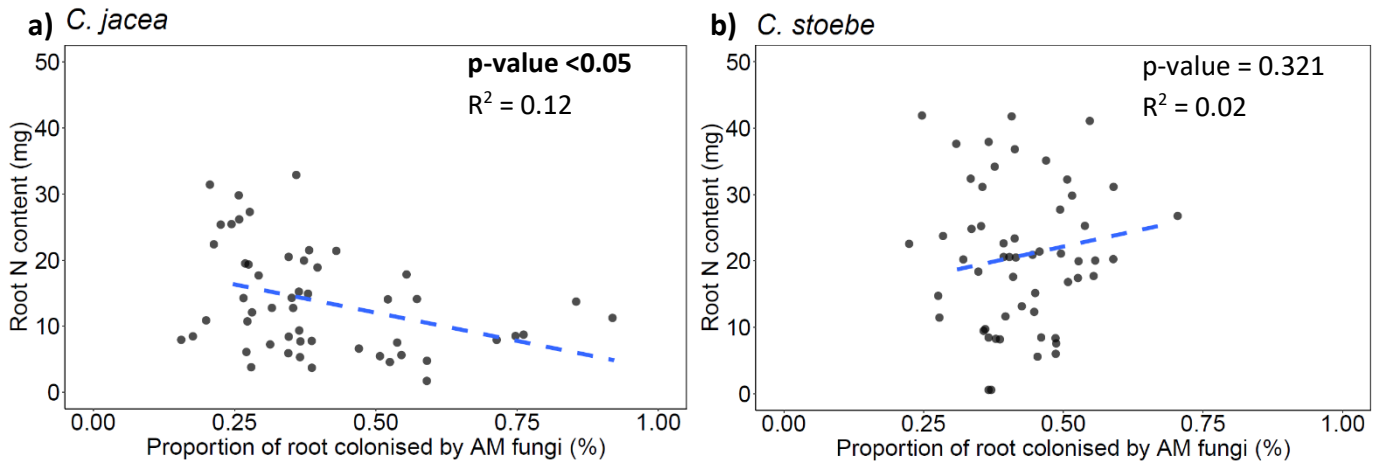 a) C. jacea
p-value <0.05
R² = 0.12
Root N content (mg)
50
40
30
20
10
0
0.00 0.25 0.50 0.75 1.00
Proportion of root colonised by AM fungi (%)
b) C. stoebe
p-value = 0.321
R² = 0.02
Root N content (mg)
50
40
30
20
10
0
0.00 0.25 0.50 0.75 1.00
Proportion of root colonised by AM fungi (%)